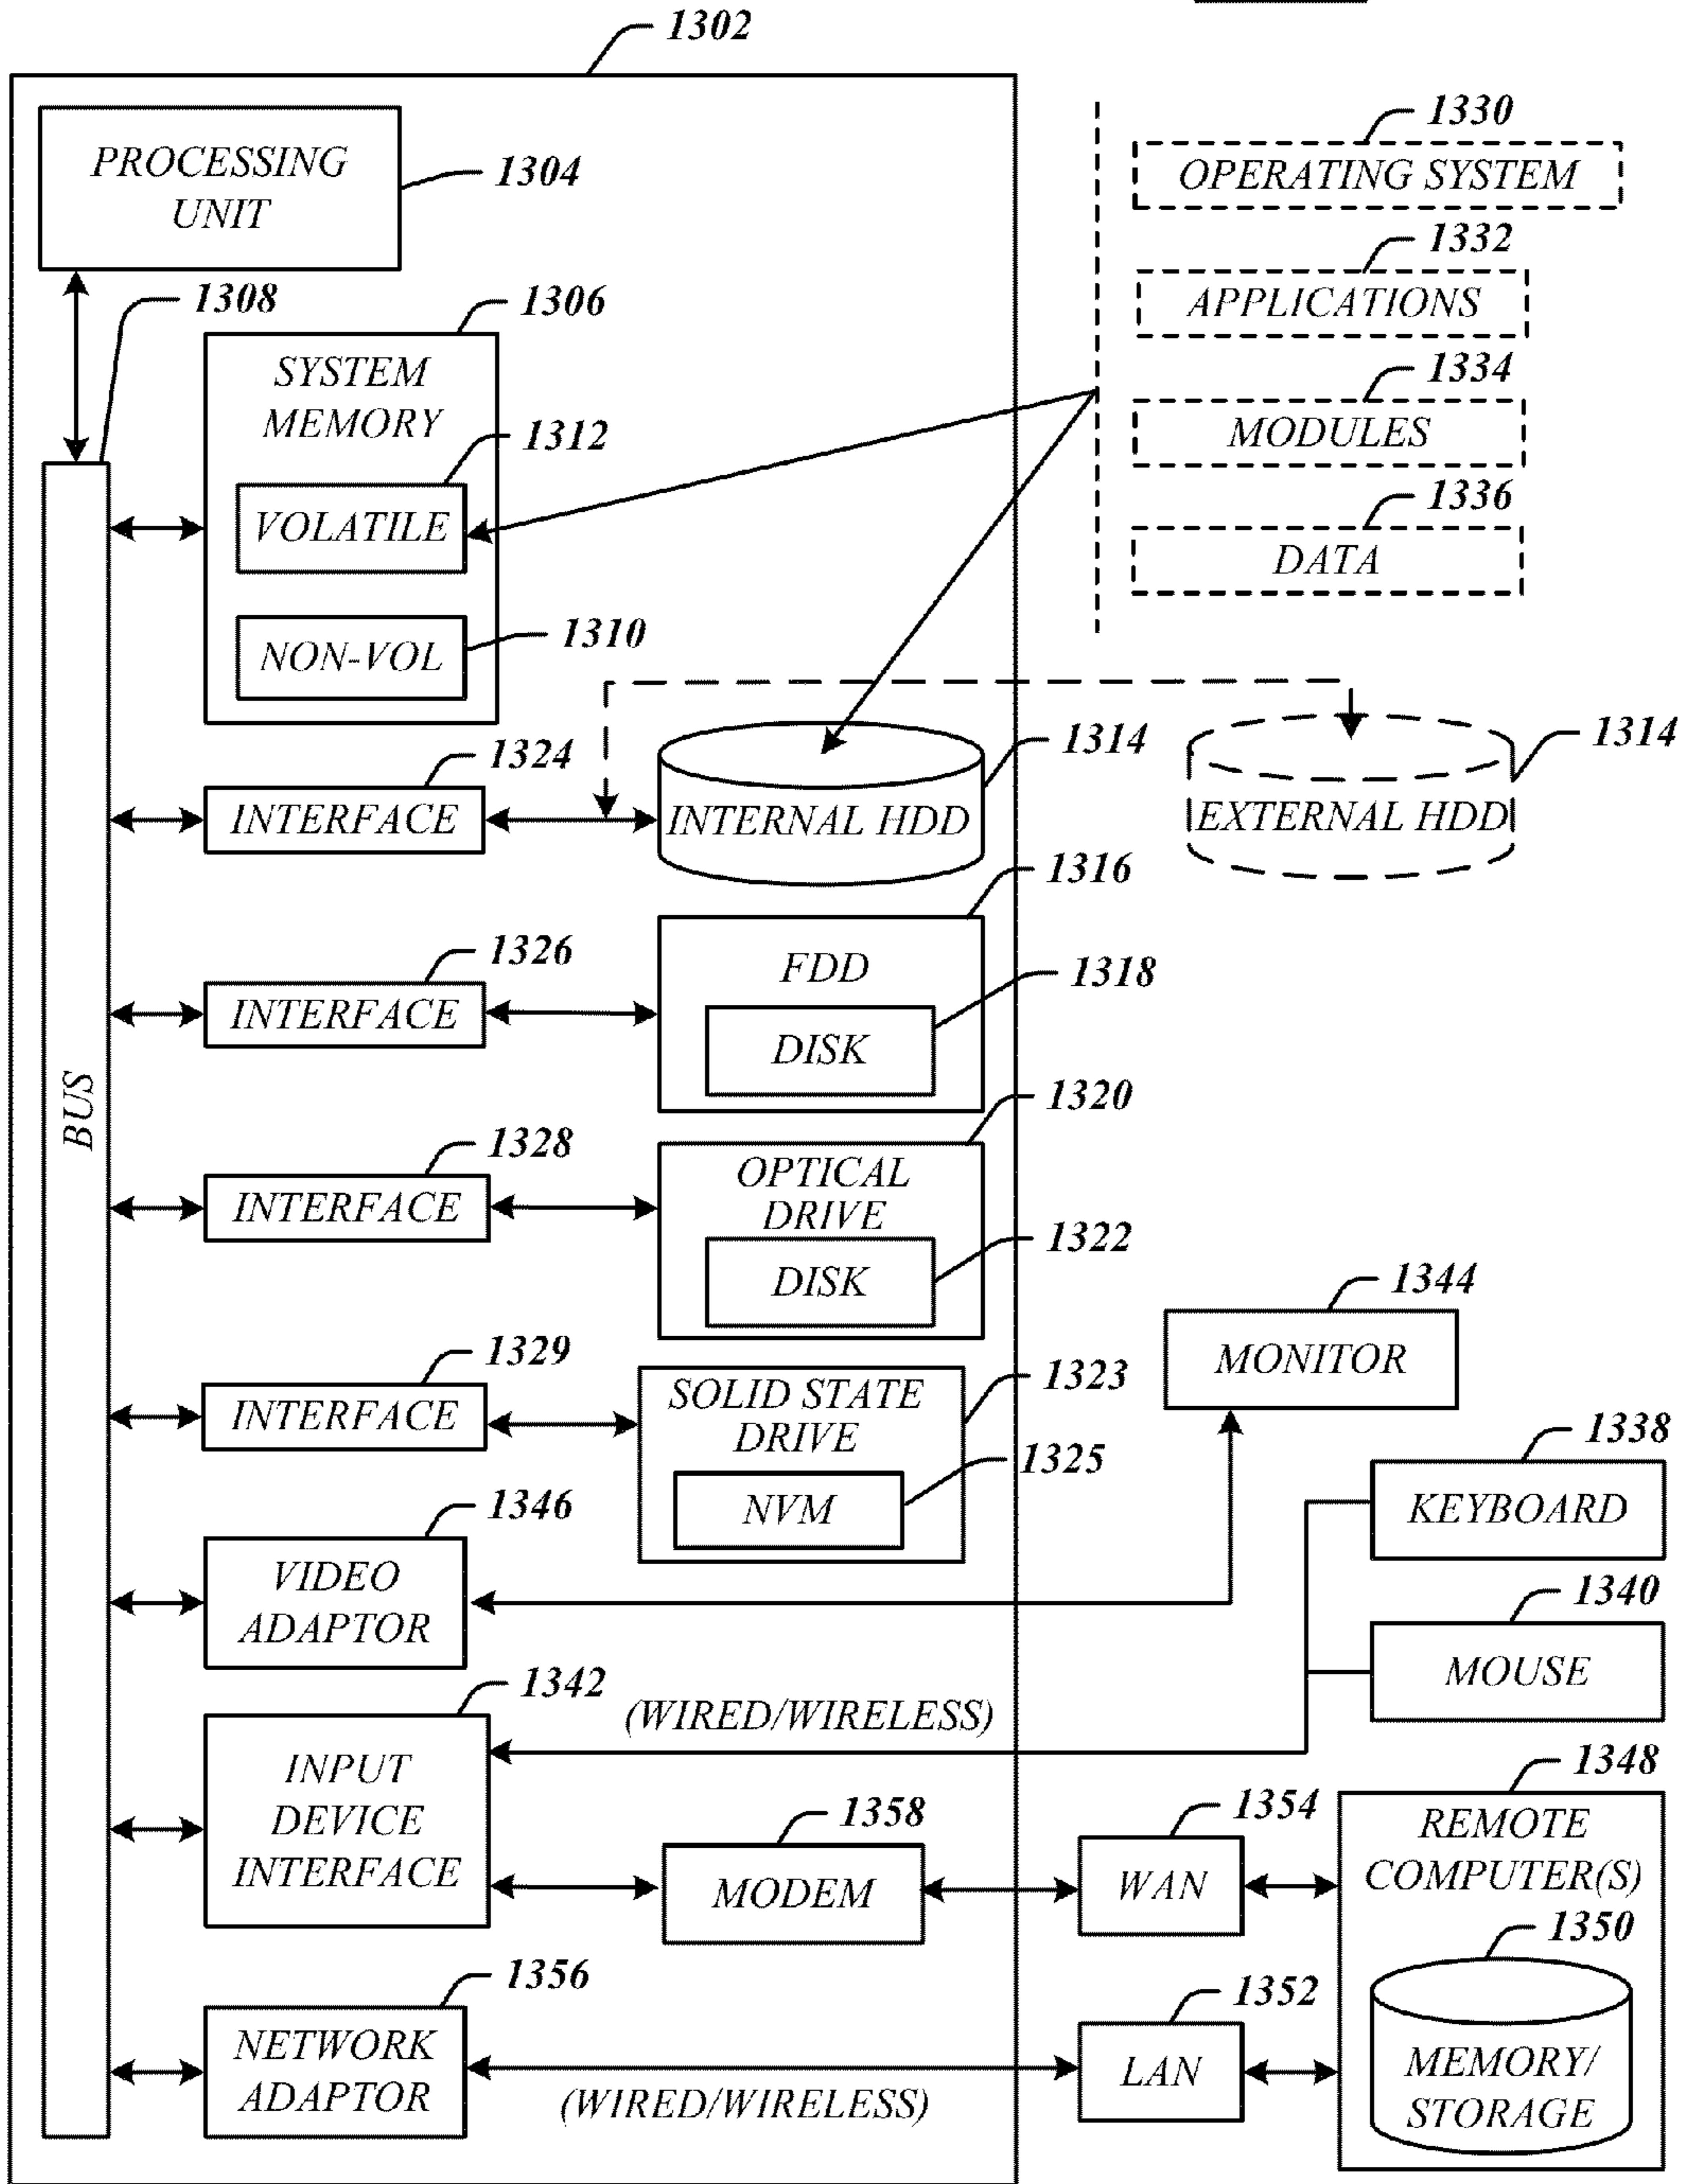 1302
PROCESSING
UNIT
1304
1308
1306
SYSTEM
MEMORY
1312
VOLATILE
1310
NON-VOL
1330
OPERATING SYSTEM
1332
APPLICATIONS
1334
MODULES
1336
DATA
BUS
1324
INTERFACE
INTERNAL HDD
1314
EXTERNAL HDD
1314
1326
INTERFACE
1316
FDD
1318
DISK
1328
INTERFACE
1320
OPTICAL
DRIVE
1322
DISK
1329
INTERFACE
1323
SOLID STATE
DRIVE
1325
NVM
1344
MONITOR
1338
KEYBOARD
1346
VIDEO
ADAPTOR
1340
MOUSE
1342
INPUT
DEVICE
INTERFACE
(WIRED/WIRELESS)
1358
MODEM
1354
WAN
1348
REMOTE
COMPUTER(S)
1350
MEMORY/
STORAGE
1356
NETWORK
ADAPTOR
(WIRED/WIRELESS)
1352
LAN